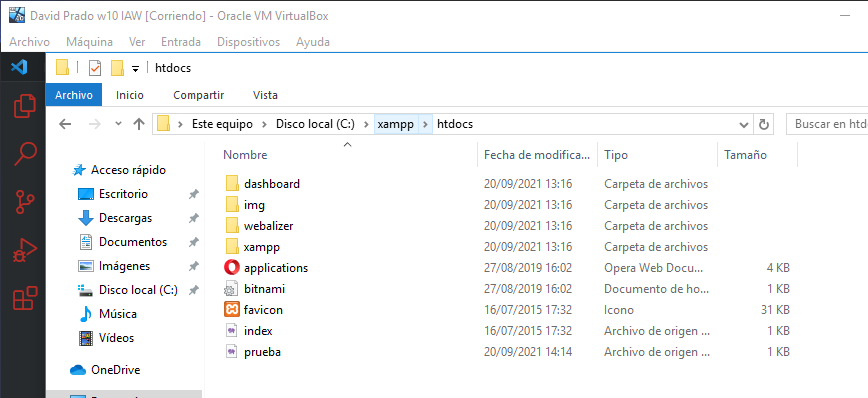 David Prado w10 IAW [Corriendo] - Oracle VM VirtualBox
Archivo Máquina Ver Entrada Dispositivos Ayuda
htdocs
Archivo Inicio Compartir Vista
Este equipo > Disco local (C:) > xampp > htdocs
Buscar en htd
Nombre Fecha de modifica... Tipo Tamaño
Acceso rápido
Escritorio
Descargas
Documentos
Imágenes
Disco local (C:)
Música
Vídeos
OneDrive
dashboard 20/09/2021 13:16 Carpeta de archivos
img 20/09/2021 13:16 Carpeta de archivos
webalizer 20/09/2021 13:16 Carpeta de archivos
xampp 20/09/2021 13:16 Carpeta de archivos
applications 27/08/2019 16:02 Opera Web Docu... 4 KB
bitnami 27/08/2019 16:02 Documento de ho... 1 KB
favicon 16/07/2015 17:32 Icono 31 KB
index 16/07/2015 17:32 Archivo de origen ... 1 KB
prueba 20/09/2021 14:14 Archivo de origen ... 1 KB